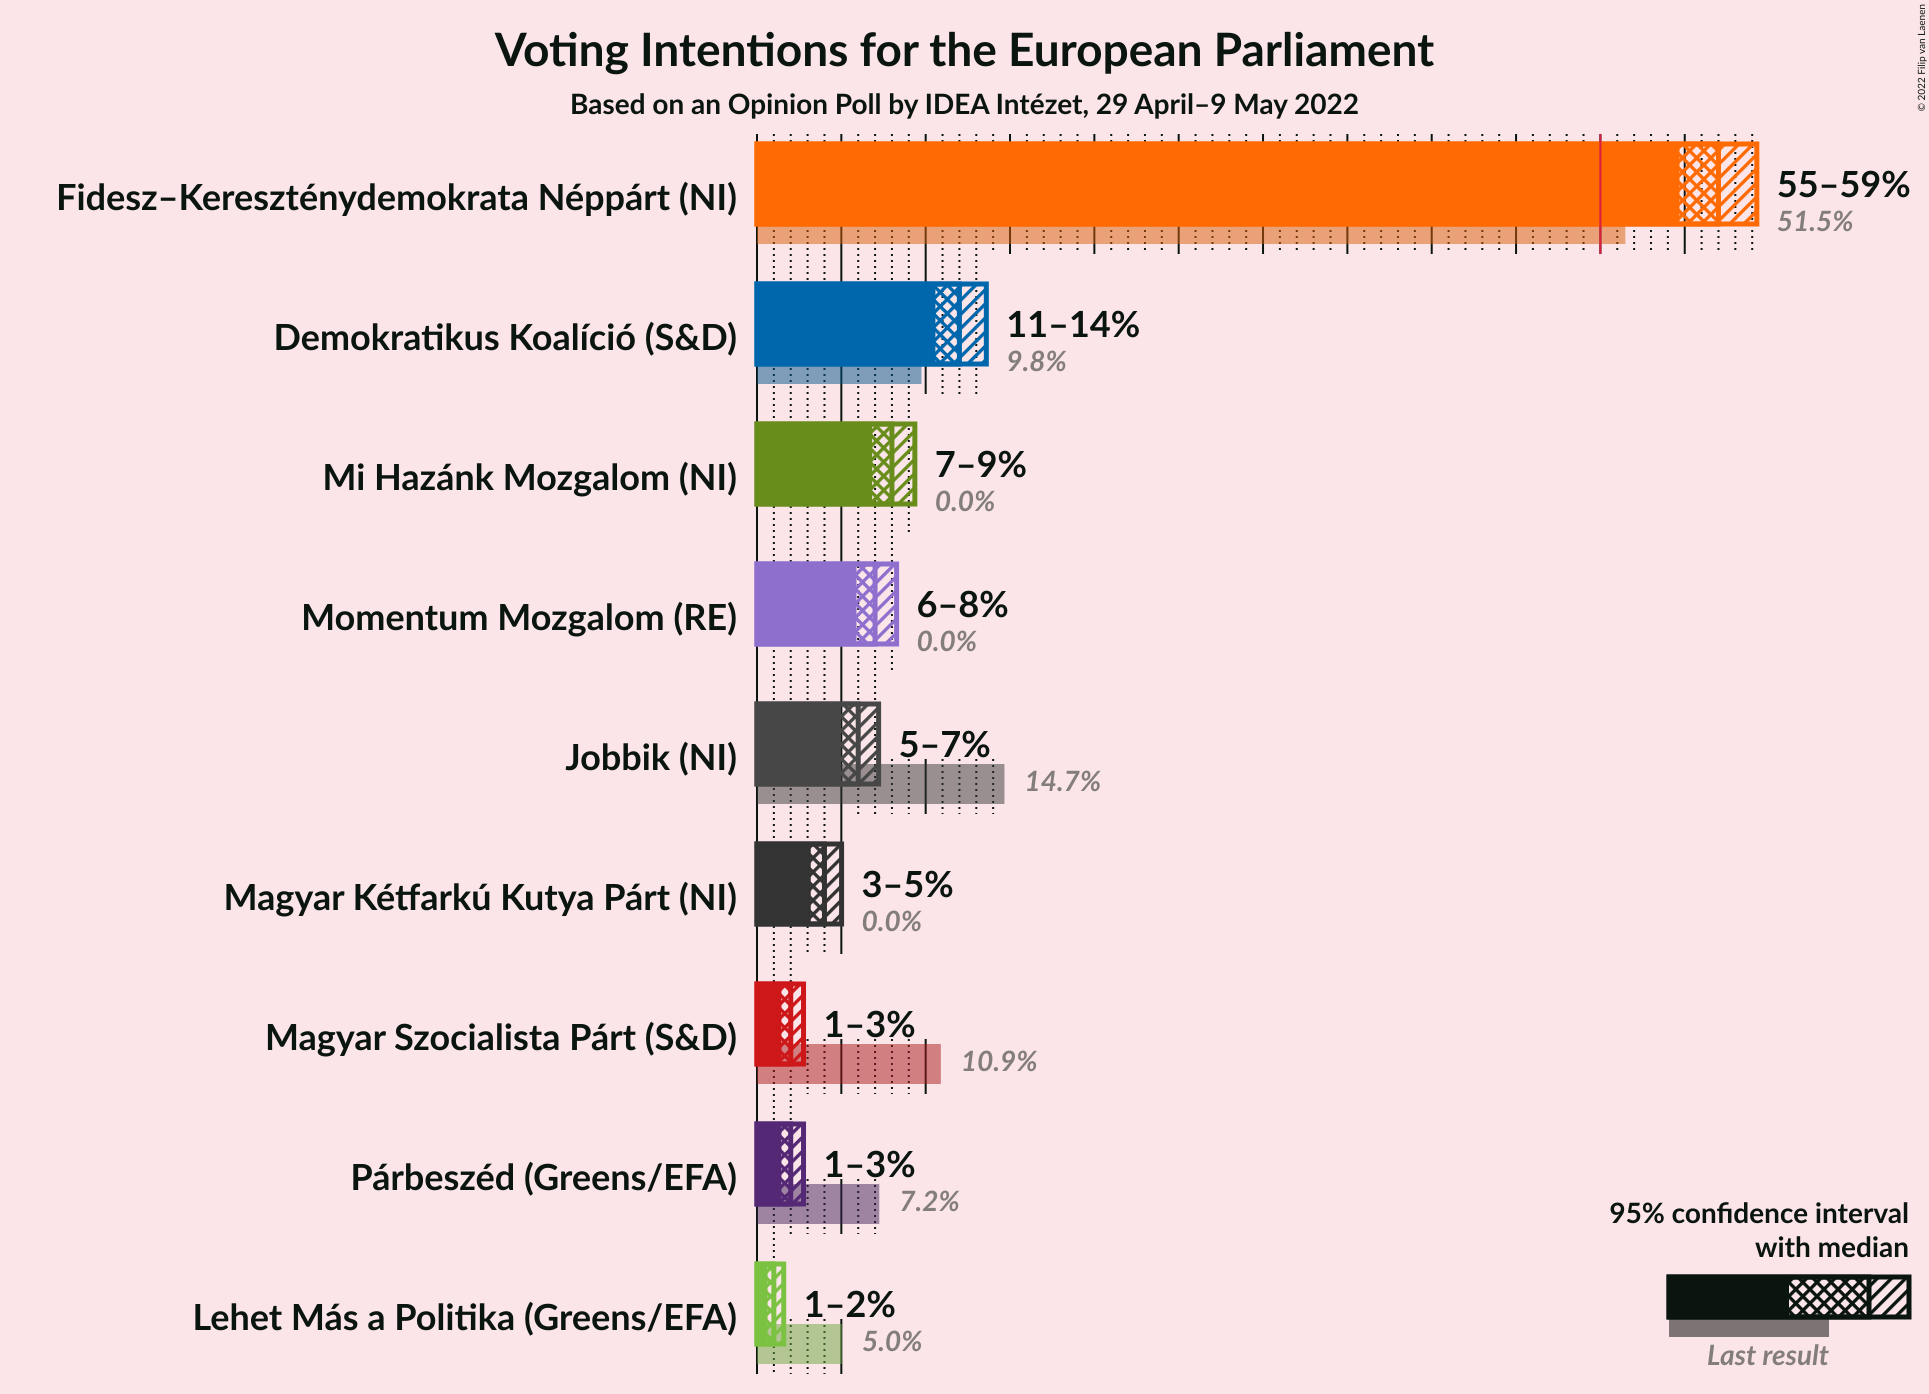 Voting Intentions for the European Parliament
Based on an Opinion Poll by IDEA Intézet, 29 April–9 May 2022
© 2022 Filip van Laenen
Fidesz–Kereszténydemokrata Néppárt (NI)
55–59%
51.5%
Demokratikus Koalíció (S&D)
11–14%
9.8%
Mi Hazánk Mozgalom (NI)
7–9%
0.0%
Momentum Mozgalom (RE)
6–8%
0.0%
Jobbik (NI)
5–7%
14.7%
Magyar Kétfarkú Kutya Párt (NI)
3–5%
0.0%
Magyar Szocialista Párt (S&D)
1–3%
10.9%
Párbeszéd (Greens/EFA)
1–3%
7.2%
Lehet Más a Politika (Greens/EFA)
1–2%
5.0%
95% confidence interval
with median
Last result